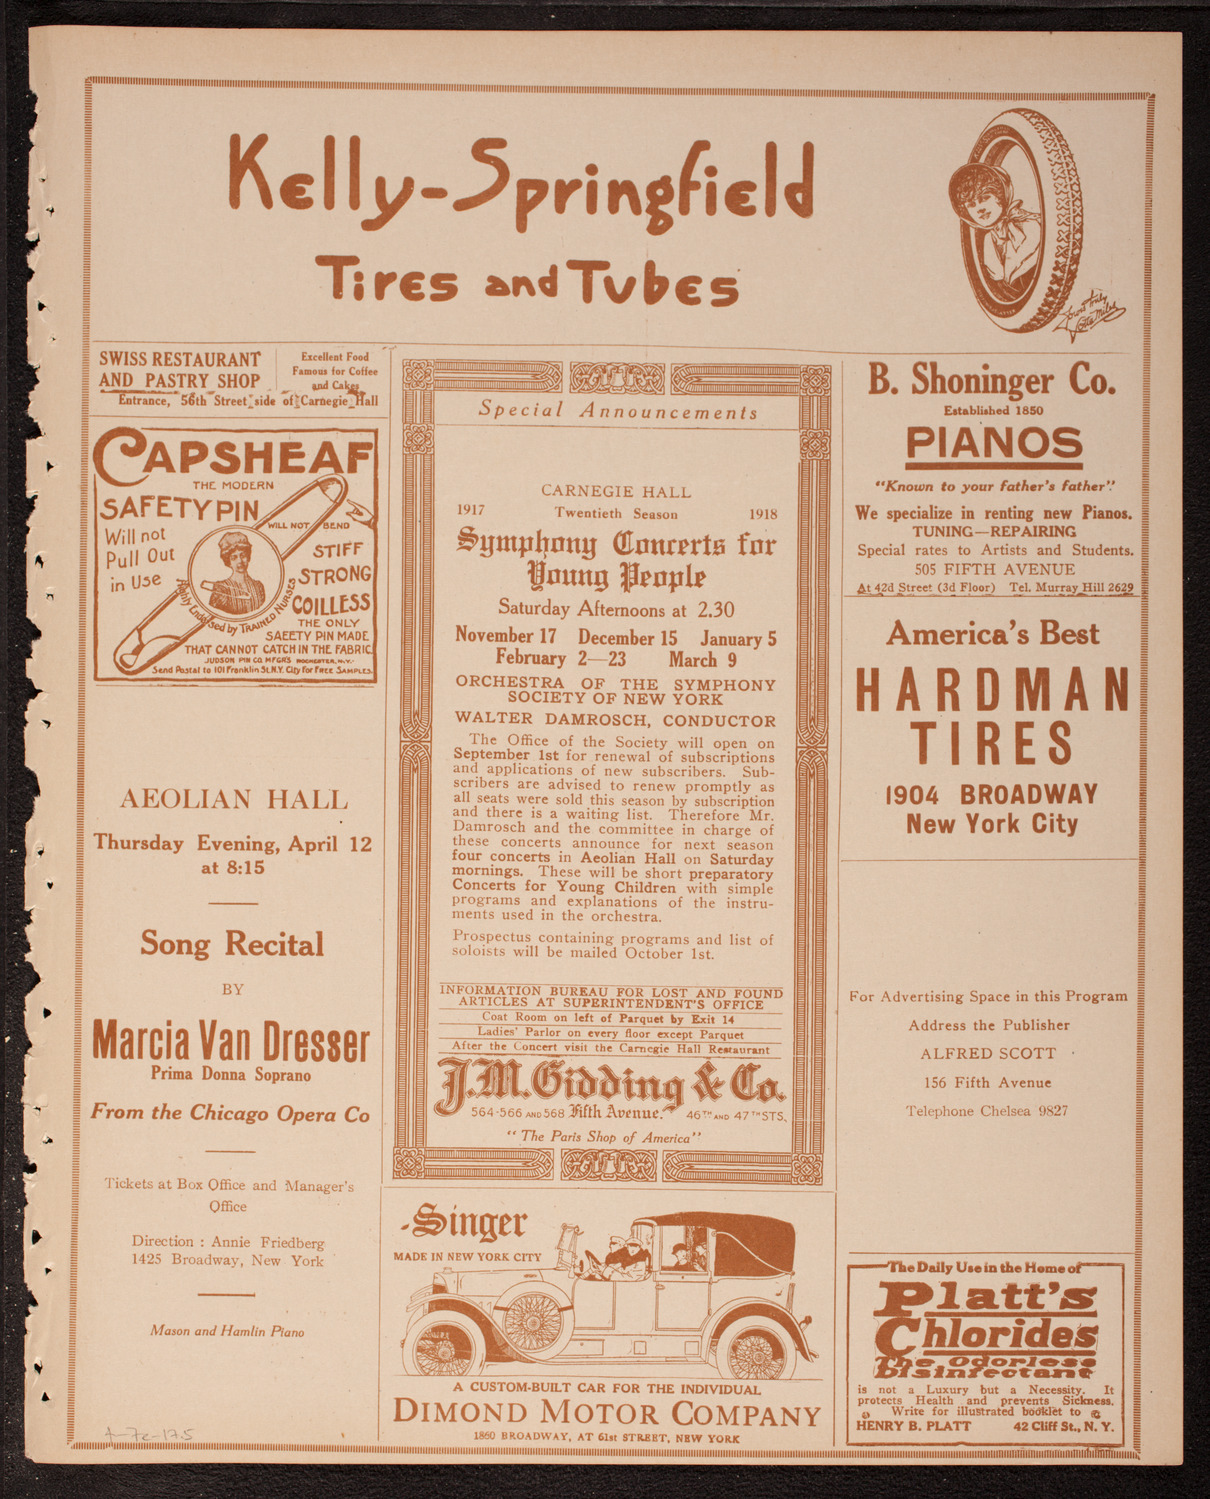 Kelly-Springfield
Tires and Tubes
Yours truly
Lotta Miles
SWISS RESTAURANT
AND PASTRY SHOP
Excellent Food
Famous for Coffee
and Cakes
Entrance, 56th Street side of Carnegie Hall
CAPSHEAF
THE MODERN
SAFETY PIN
WILL NOT BEND
Will not
Pull Out
in Use
STIFF
STRONG
COILLESS
Highly Endorsed by TRAINED NURSES
THE ONLY
SAFETY PIN MADE
THAT CANNOT CATCH IN THE FABRIC
JUDSON PIN CO. MFGRS ROCHESTER, N.Y.
Send Postal to 101 Franklin St. N.Y. City for FREE SAMPLES.
AEOLIAN HALL
Thursday Evening, April 12
at 8:15
Song Recital
BY
Marcia Van Dresser
Prima Donna Soprano
From the Chicago Opera Co
Tickets at Box Office and Manager's
Office
Direction : Annie Friedberg
1425 Broadway, New York
Mason and Hamlin Piano
4-7e-17.5
Special Announcements
CARNEGIE HALL
1917 Twentieth Season 1918
Symphony Concerts for
Young People
Saturday Afternoons at 2.30
November 17 December 15 January 5
February 2—23 March 9
ORCHESTRA OF THE SYMPHONY
SOCIETY OF NEW YORK
WALTER DAMROSCH, CONDUCTOR
The Office of the Society will open on
September 1st for renewal of subscriptions
and applications of new subscribers. Sub-
scribers are advised to renew promptly as
all seats were sold this season by subscription
and there is a waiting list. Therefore Mr.
Damrosch and the committee in charge of
these concerts announce for next season
four concerts in Aeolian Hall on Saturday
mornings. These will be short preparatory
Concerts for Young Children with simple
programs and explanations of the instru-
ments used in the orchestra.
Prospectus containing programs and list of
soloists will be mailed October 1st.
INFORMATION BUREAU FOR LOST AND FOUND
ARTICLES AT SUPERINTENDENT'S OFFICE
Coat Room on left of Parquet by Exit 14
Ladies' Parlor on every floor except Parquet
After the Concert visit the Carnegie Hall Restaurant
J.M. Gidding & Co.
564-566 AND 568 Fifth Avenue. 46TH AND 47TH STS.
"The Paris Shop of America"
Singer
MADE IN NEW YORK CITY
A CUSTOM-BUILT CAR FOR THE INDIVIDUAL
DIMOND MOTOR COMPANY
1860 BROADWAY, AT 61st STREET, NEW YORK
B. Shoninger Co.
Established 1850
PIANOS
"Known to your father's father"
We specialize in renting new Pianos.
TUNING—REPAIRING
Special rates to Artists and Students.
505 FIFTH AVENUE
At 42d Street (3d Floor) Tel. Murray Hill 2629
America's Best
HARDMAN
TIRES
1904 BROADWAY
New York City
For Advertising Space in this Program
Address the Publisher
ALFRED SCOTT
156 Fifth Avenue
Telephone Chelsea 9827
The Daily Use in the Home of
Platt's
Chlorides
The Odorless
Disinfectant
is not a Luxury but a Necessity. It
protects Health and prevents Sickness.
Write for illustrated booklet to
HENRY B. PLATT 42 Cliff St., N. Y.